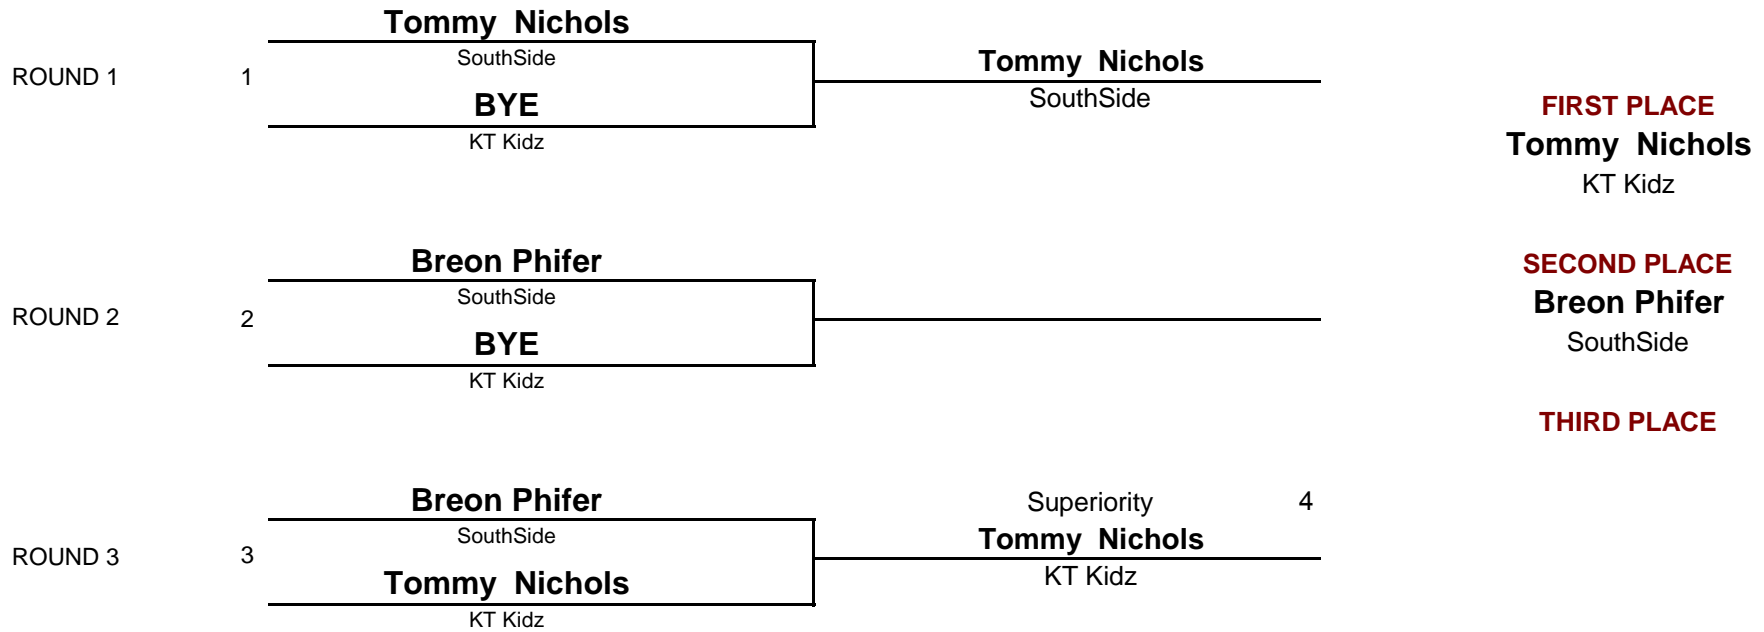 Tommy  Nichols
SouthSide
ROUND 1
1
BYE
KT Kidz
Tommy  Nichols
SouthSide
FIRST PLACE
Tommy  Nichols
KT Kidz
Breon Phifer
SouthSide
ROUND 2
2
BYE
KT Kidz
SECOND PLACE
Breon Phifer
SouthSide
THIRD PLACE
Breon Phifer
SouthSide
ROUND 3
3
Tommy  Nichols
KT Kidz
Superiority 4
Tommy  Nichols
KT Kidz